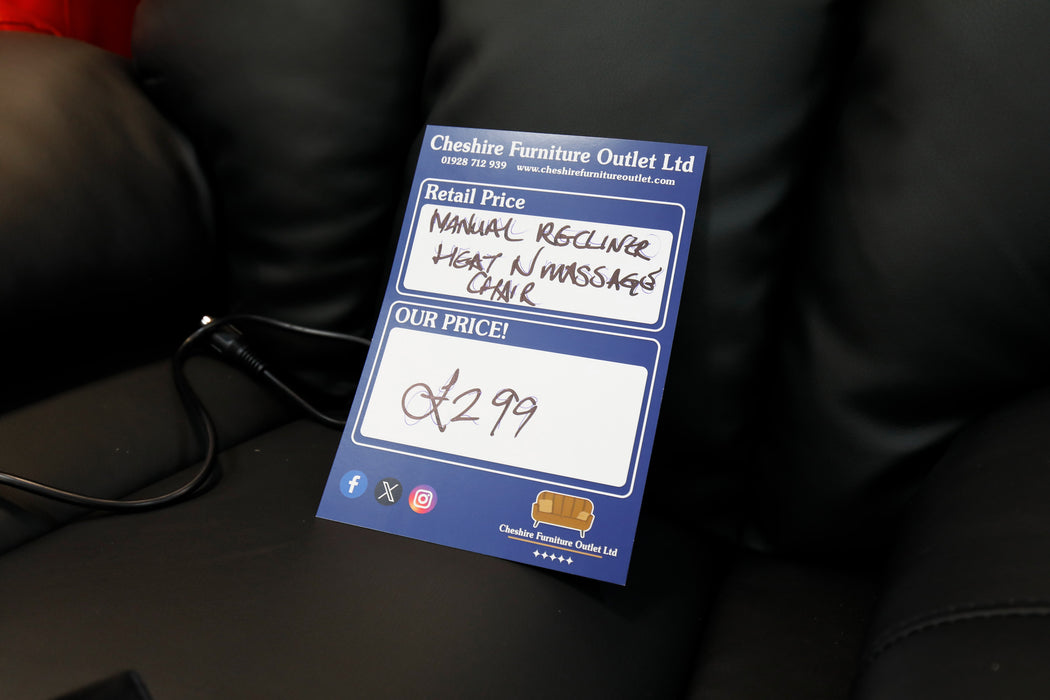 Cheshire Furniture Outlet Ltd
01928 712 939 www.cheshirefurnitureoutlet.com
Retail Price
MANUAL RECLINER
HEAT N MASSAGE
CHAIR
OUR PRICE!
£299
Cheshire Furniture Outlet Ltd